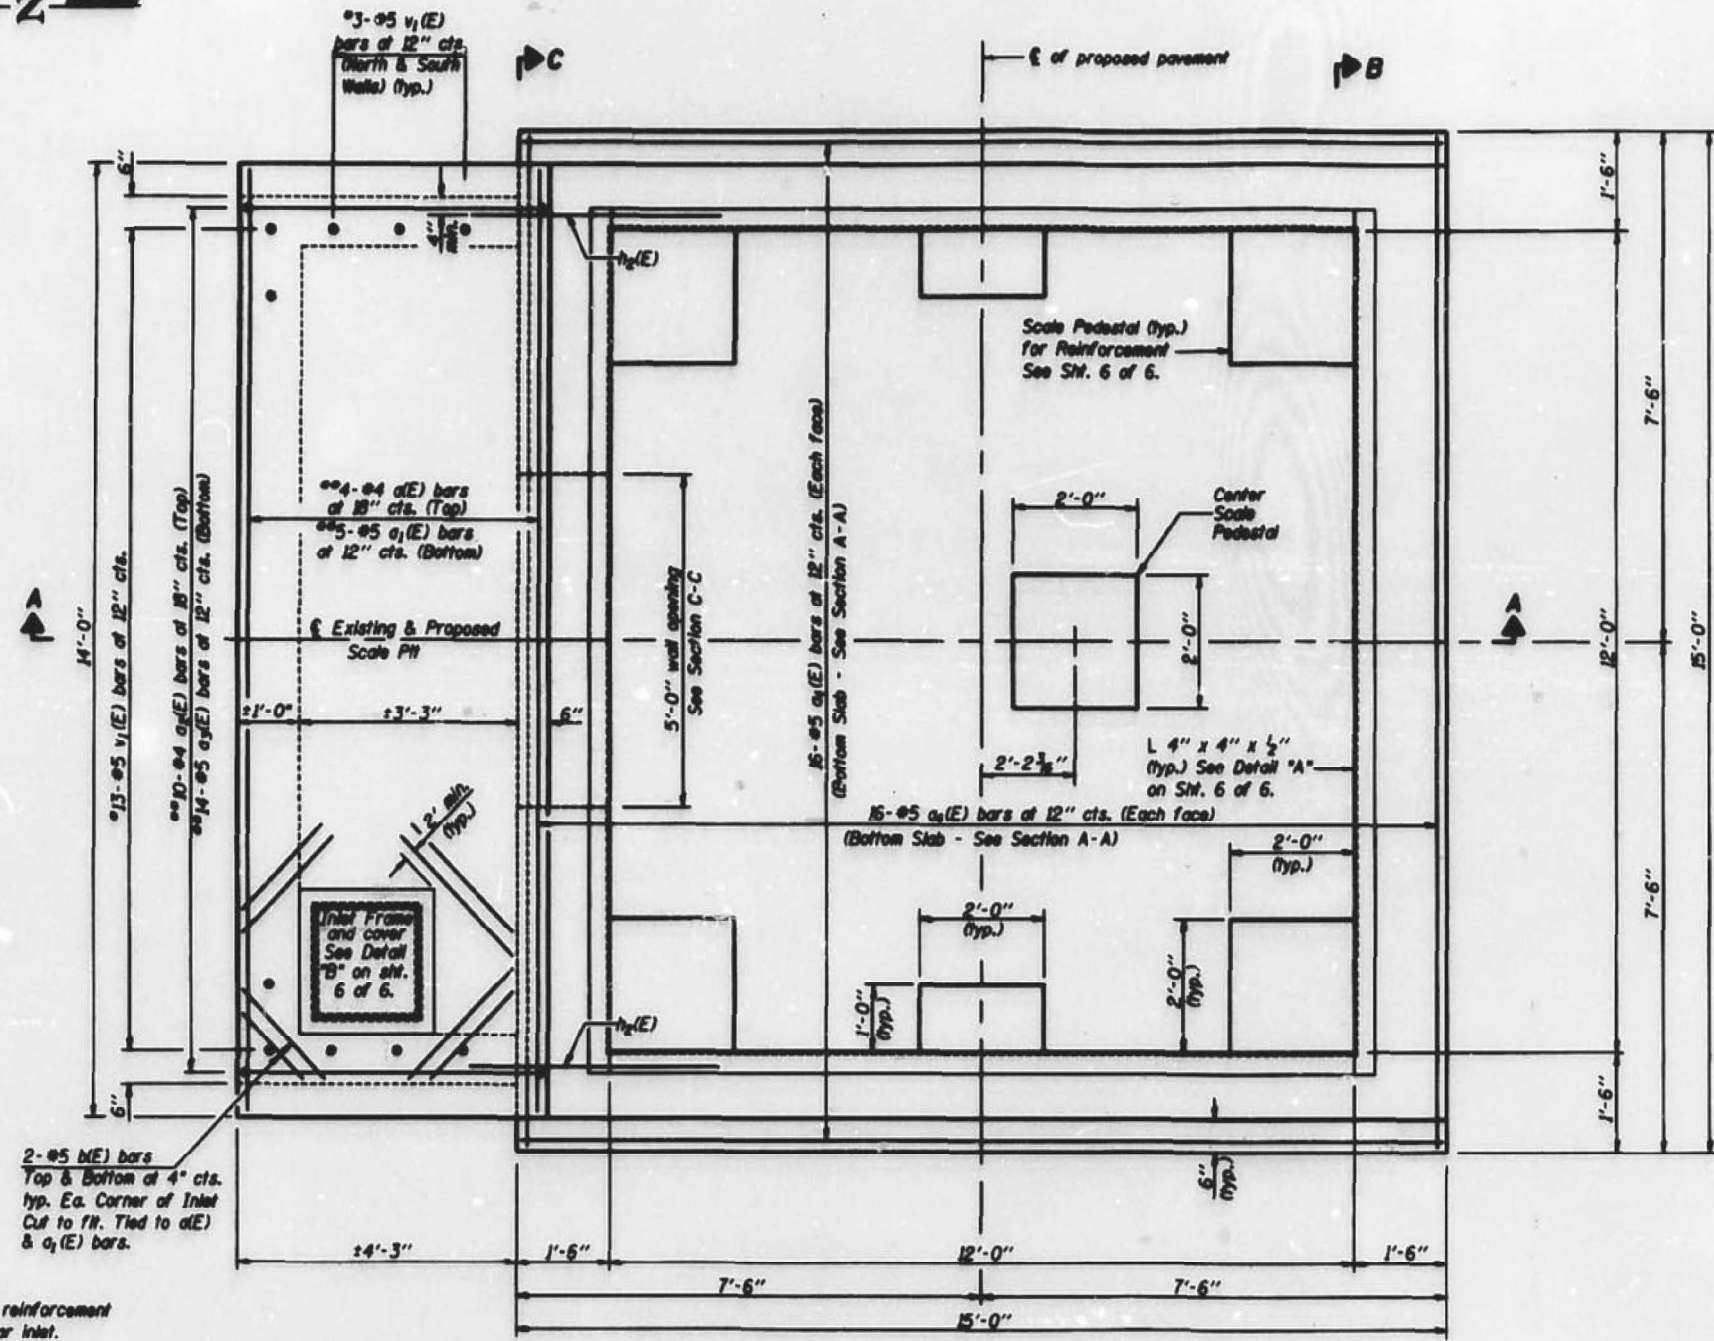 Z
*3-#5 v₁(E)
bars at 12" cts.
(North & South
Walls) (typ.)
C
℄ of proposed pavement
B
6"
1'-6"
4"
min.
h₂(E)
Scale Pedestal (typ.)
for Reinforcement
See Sht. 6 of 6.
7'-6"
**4-#4 a(E) bars
at 18" cts. (Top)
**5-#5 a₁(E) bars
at 12" cts. (Bottom)
2'-0"
Center
Scale
Pedestal
A
14'-0"
*13-#5 v₁(E) bars at 12" cts.
**10-#4 a₂(E) bars at 18" cts. (Top)
**14-#5 a₃(E) bars at 12" cts. (Bottom)
℄ Existing & Proposed
Scale Pit
5'-0" wall opening
See Section C-C
16-#5 a₄(E) bars at 12" cts. (Each face)
(Bottom Slab - See Section A-A)
2'-0"
A
12'-0"
15'-0"
±1'-0"
±3'-3"
6"
2'-2 3/16"
L 4" x 4" x ½"
(typ.) See Detail "A"
on Sht. 6 of 6.
1½" min.
(typ.)
16-#5 a₄(E) bars at 12" cts. (Each face)
(Bottom Slab - See Section A-A)
2'-0"
(typ.)
7'-6"
Inlet Frame
and cover
See Detail
"B" on sht.
6 of 6.
2'-0"
(typ.)
1'-0"
(typ.)
2'-0"
(typ.)
h₂(E)
6"
1'-6"
2-#5 b(E) bars
Top & Bottom at 4" cts.
typ. Ea. Corner of Inlet
Cut to fit. Tied to a(E)
& a₁(E) bars.
6"
(typ.)
±4'-3"
1'-6"
12'-0"
1'-6"
7'-6"
7'-6"
15'-0"
reinforcement
inlet.